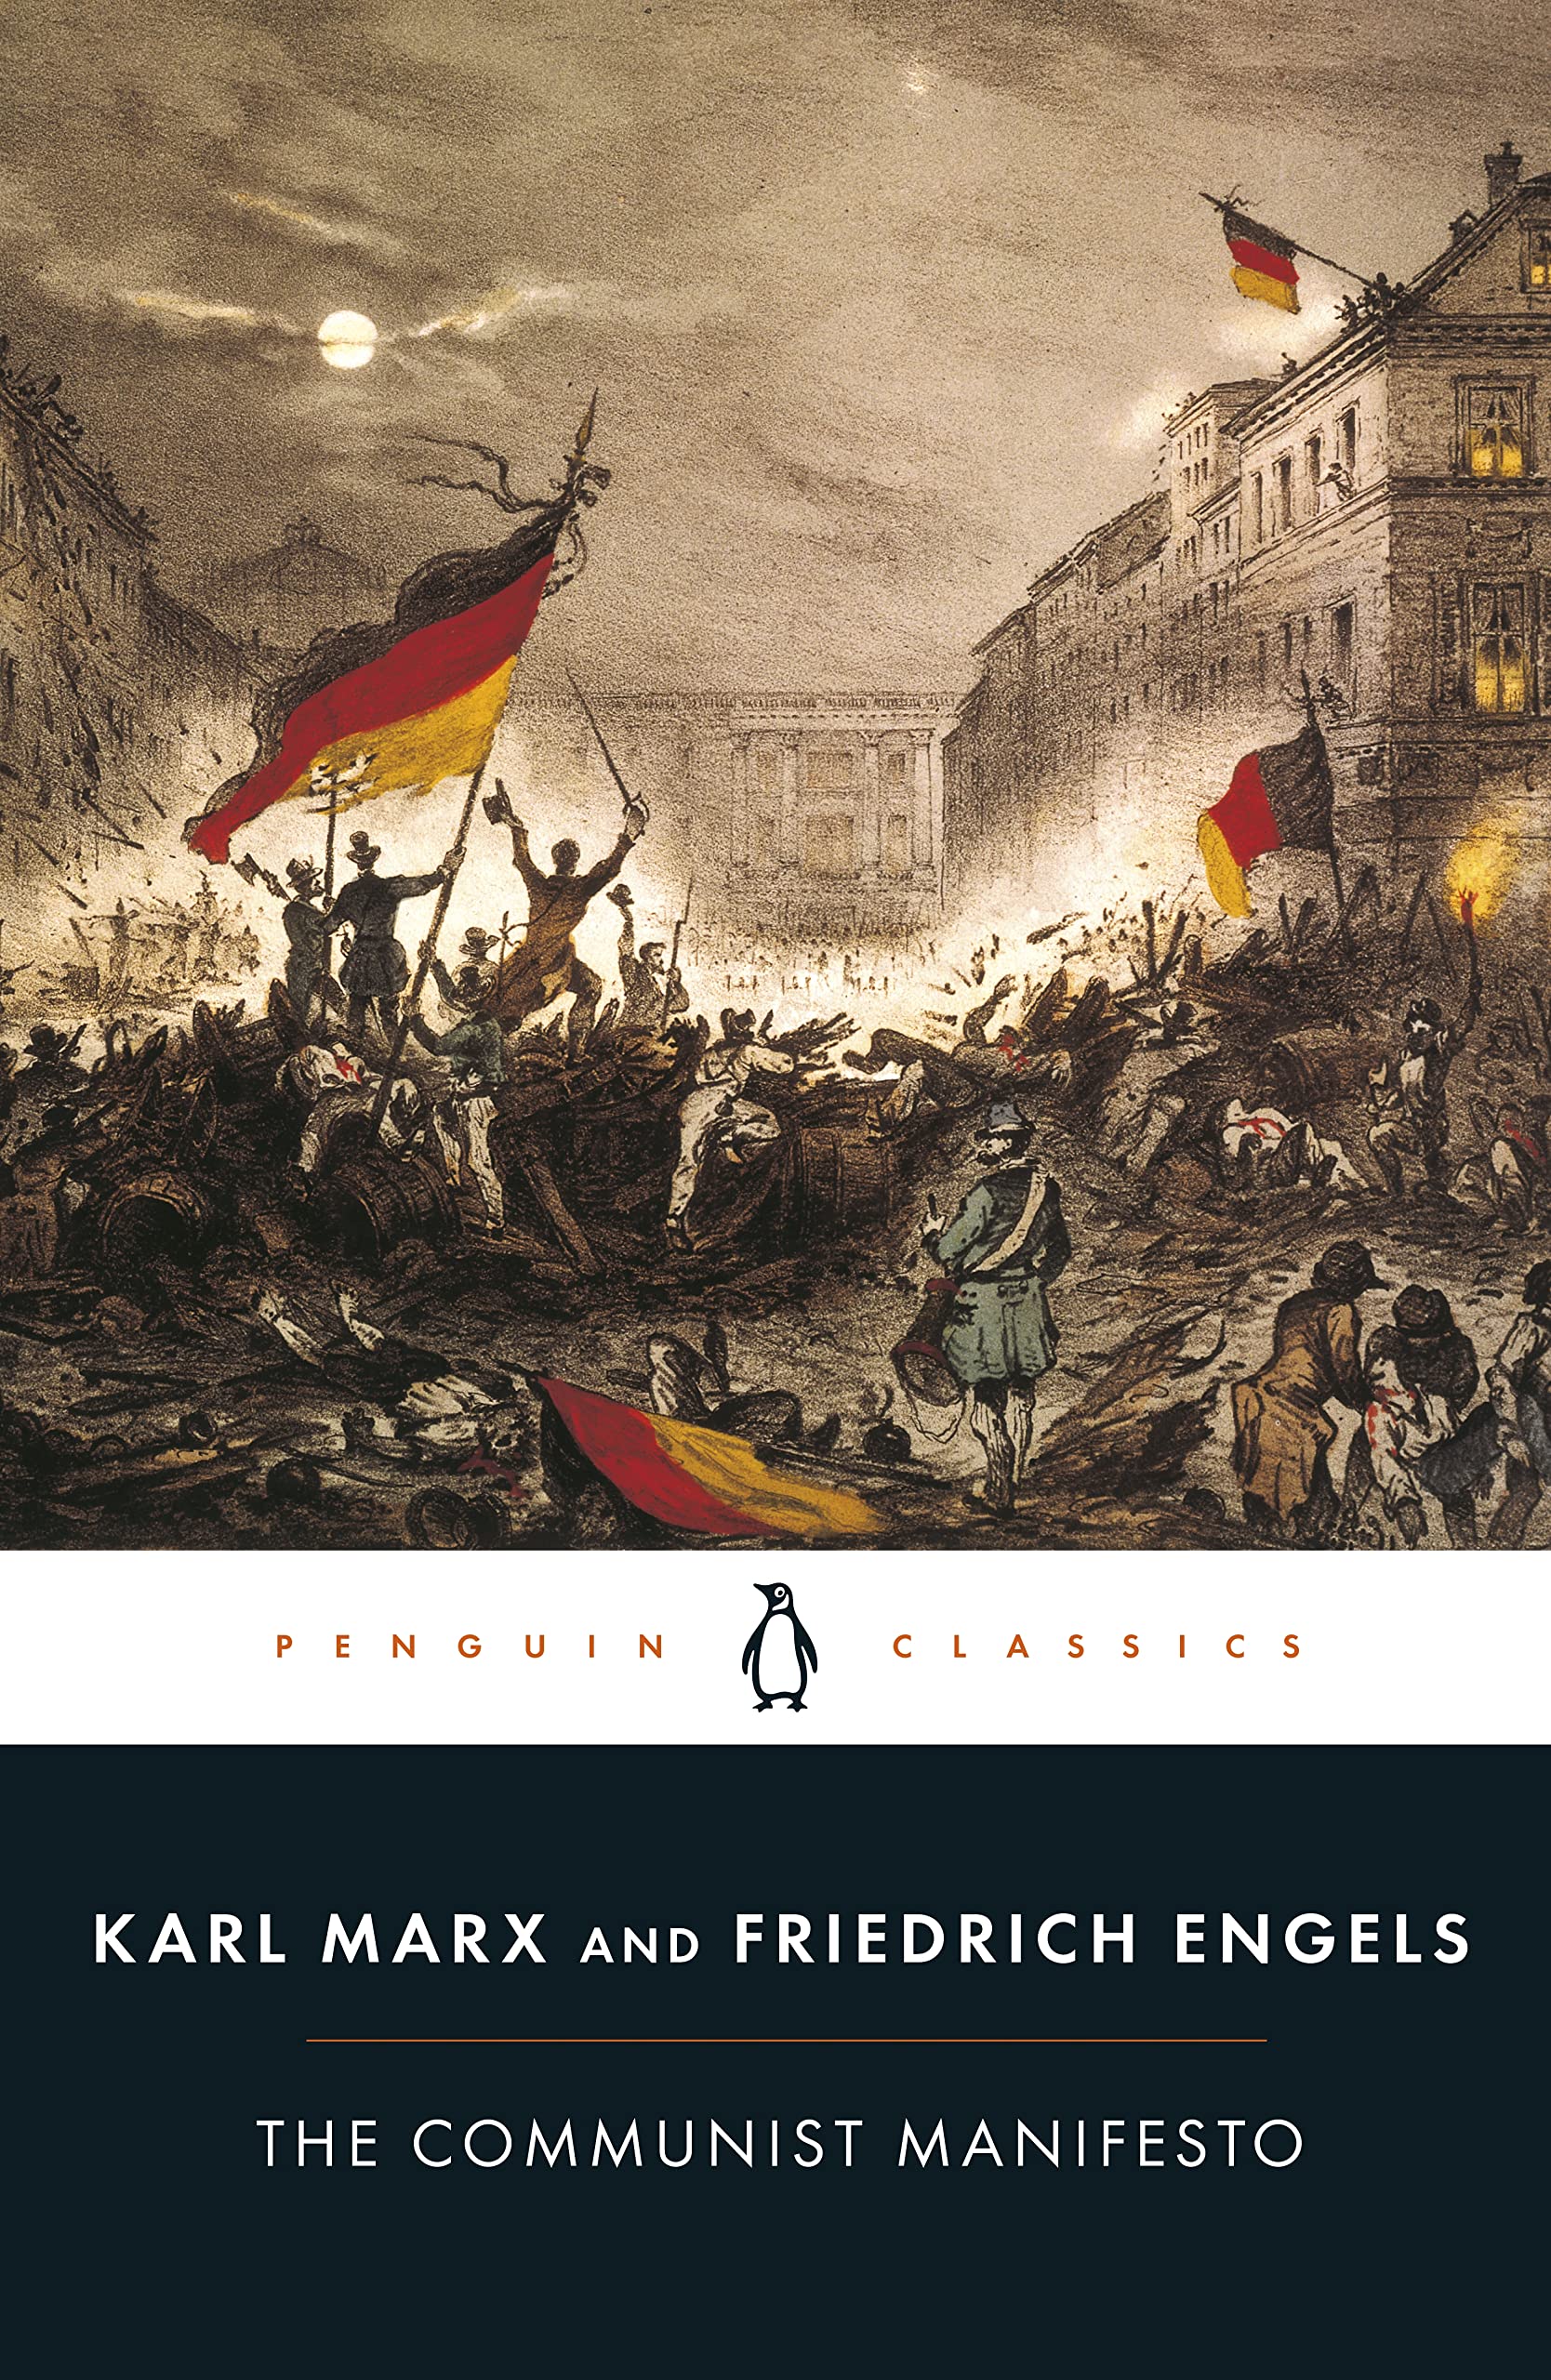 PENGUIN CLASSICS
KARL MARX AND FRIEDRICH ENGELS
THE COMMUNIST MANIFESTO